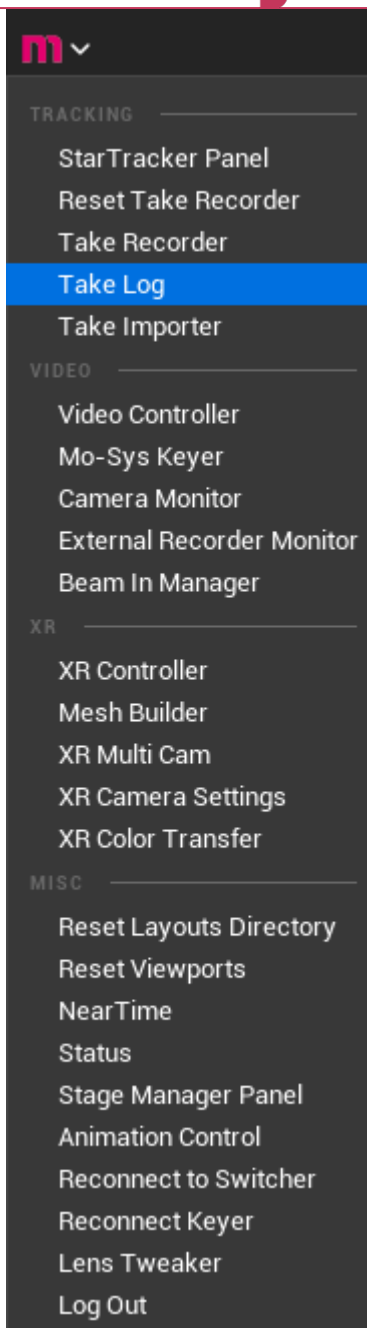 m
TRACKING
StarTracker Panel
Reset Take Recorder
Take Recorder
Take Log
Take Importer
VIDEO
Video Controller
Mo-Sys Keyer
Camera Monitor
External Recorder Monitor
Beam In Manager
XR
XR Controller
Mesh Builder
XR Multi Cam
XR Camera Settings
XR Color Transfer
MISC
Reset Layouts Directory
Reset Viewports
NearTime
Status
Stage Manager Panel
Animation Control
Reconnect to Switcher
Reconnect Keyer
Lens Tweaker
Log Out